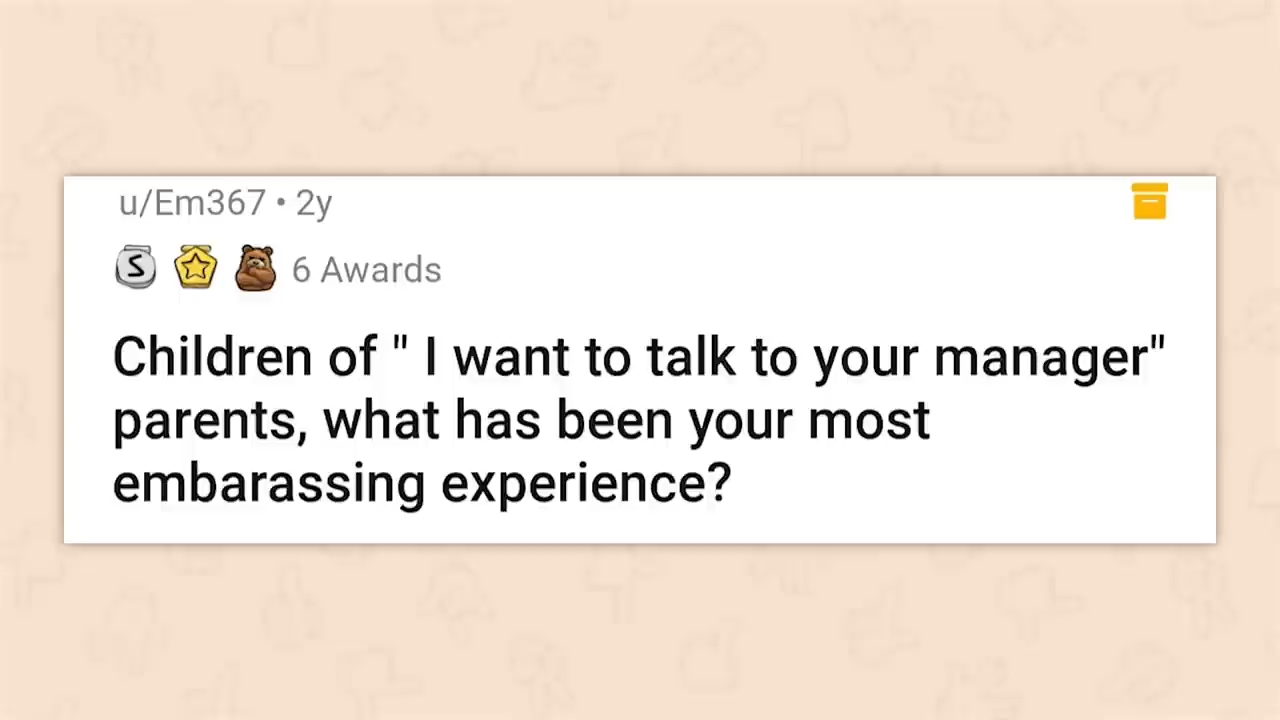 u/Em367 • 2y
S 6 Awards
Children of " I want to talk to your manager"
parents, what has been your most
embarassing experience?